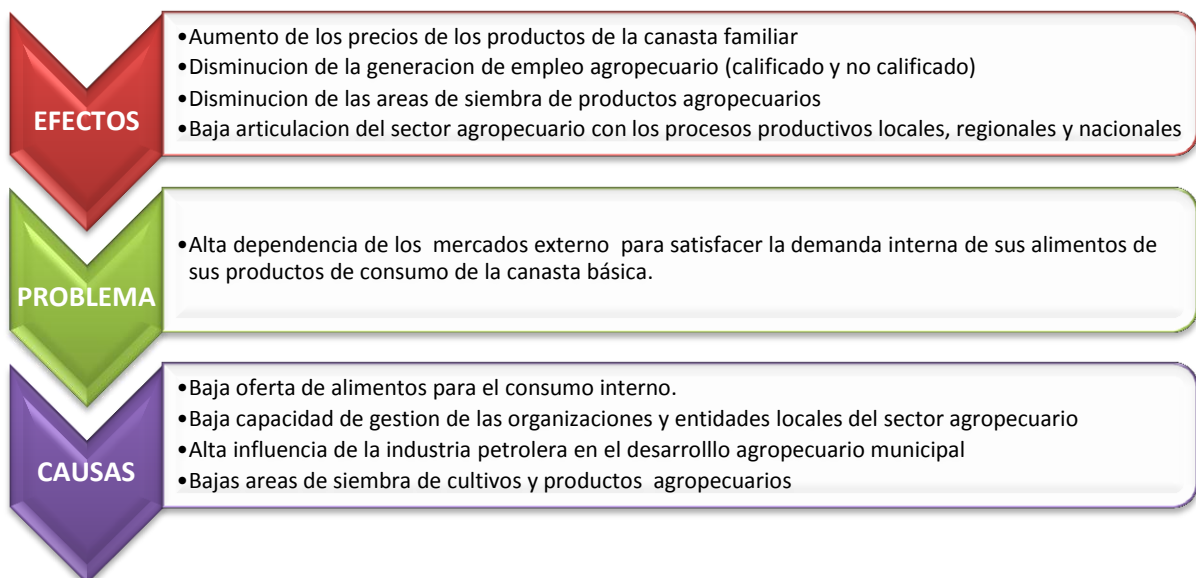 EFECTOS
•Aumento de los precios de los productos de la canasta familiar
•Disminucion de la generacion de empleo agropecuario (calificado y no calificado)
•Disminucion de las areas de siembra de productos agropecuarios
•Baja articulacion del sector agropecuario con los procesos productivos locales, regionales y nacionales
PROBLEMA
•Alta dependencia de los  mercados externo  para satisfacer la demanda interna de sus alimentos de
sus productos de consumo de la canasta básica.
CAUSAS
•Baja oferta de alimentos para el consumo interno.
•Baja capacidad de gestion de las organizaciones y entidades locales del sector agropecuario
•Alta influencia de la industria petrolera en el desarrolllo agropecuario municipal
•Bajas areas de siembra de cultivos y productos  agropecuarios